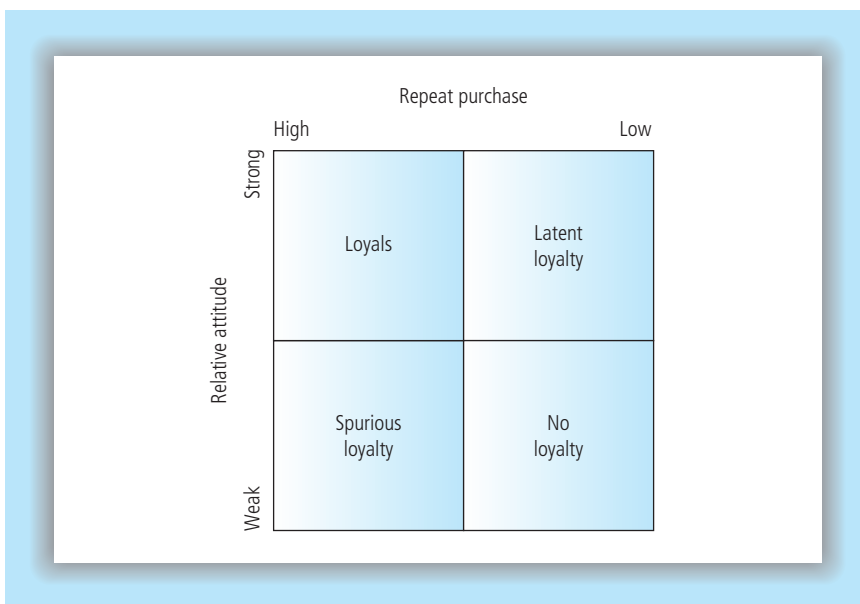 Repeat purchase
High
Low
Strong
Relative attitude
Weak
Loyals
Latent
loyalty
Spurious
loyalty
No
loyalty